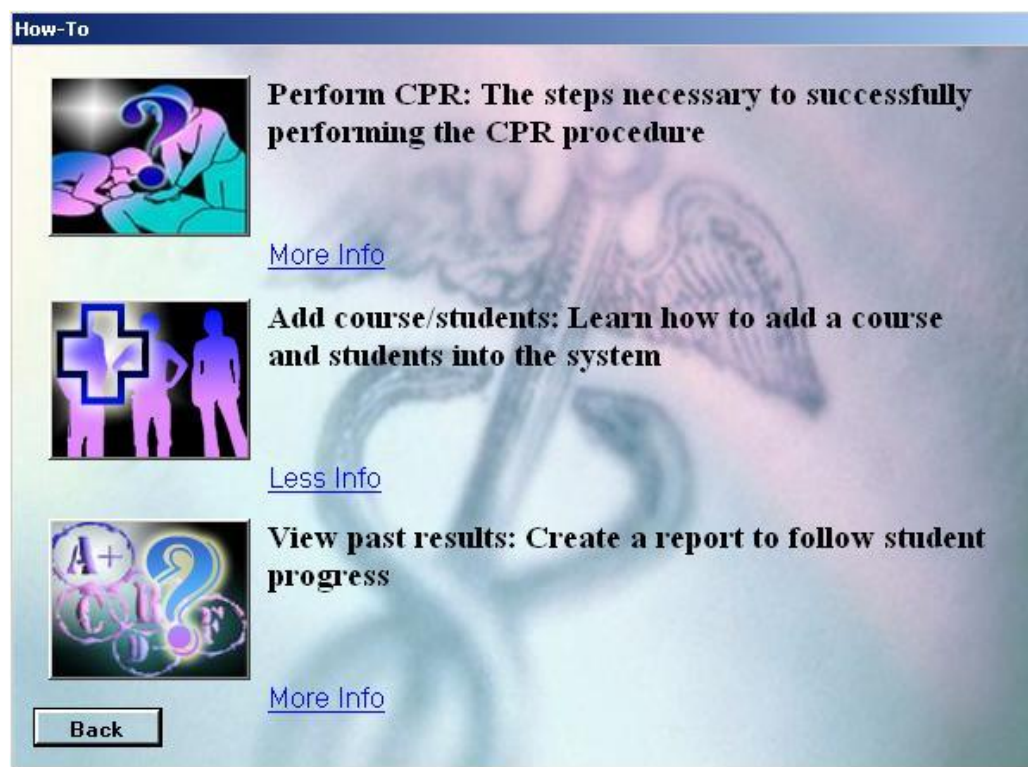 How-To
Perform CPR: The steps necessary to successfully
performing the CPR procedure
More Info
Add course/students: Learn how to add a course
and students into the system
Less Info
A+
C B
D- F
View past results: Create a report to follow student
progress
More Info
Back